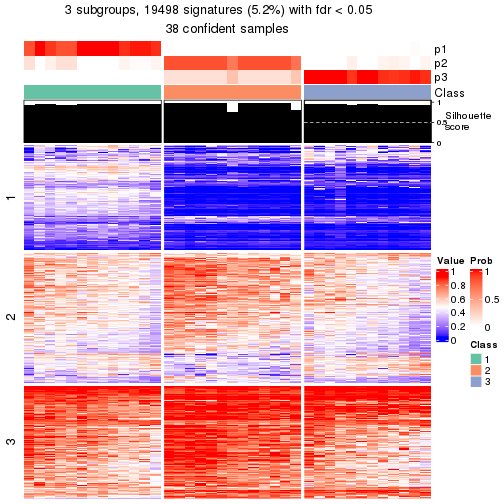 3 subgroups, 19498 signatures (5.2%) with fdr < 0.05
38 confident samples
p1
p2
p3
Class
1
0.5
0
Silhouette
score
1
2
3
Value
1
0.8
0.6
0.4
0.2
0
Prob
1
0.5
0
Class
1
2
3